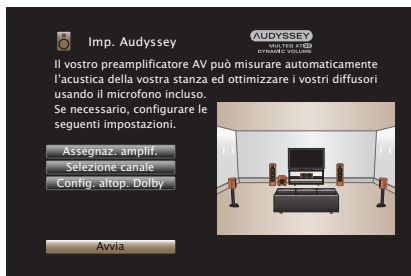 Imp. Audyssey
AUDYSSEY
MULTEQ XT32
DYNAMIC VOLUME
Il vostro preamplificatore AV può misurare automaticamente
l'acustica della vostra stanza ed ottimizzare i vostri diffusori
usando il microfono incluso.
Se necessario, configurare le
seguenti impostazioni.
Assegnaz. amplif.
Selezione canale
Config. altop. Dolby
Avvia